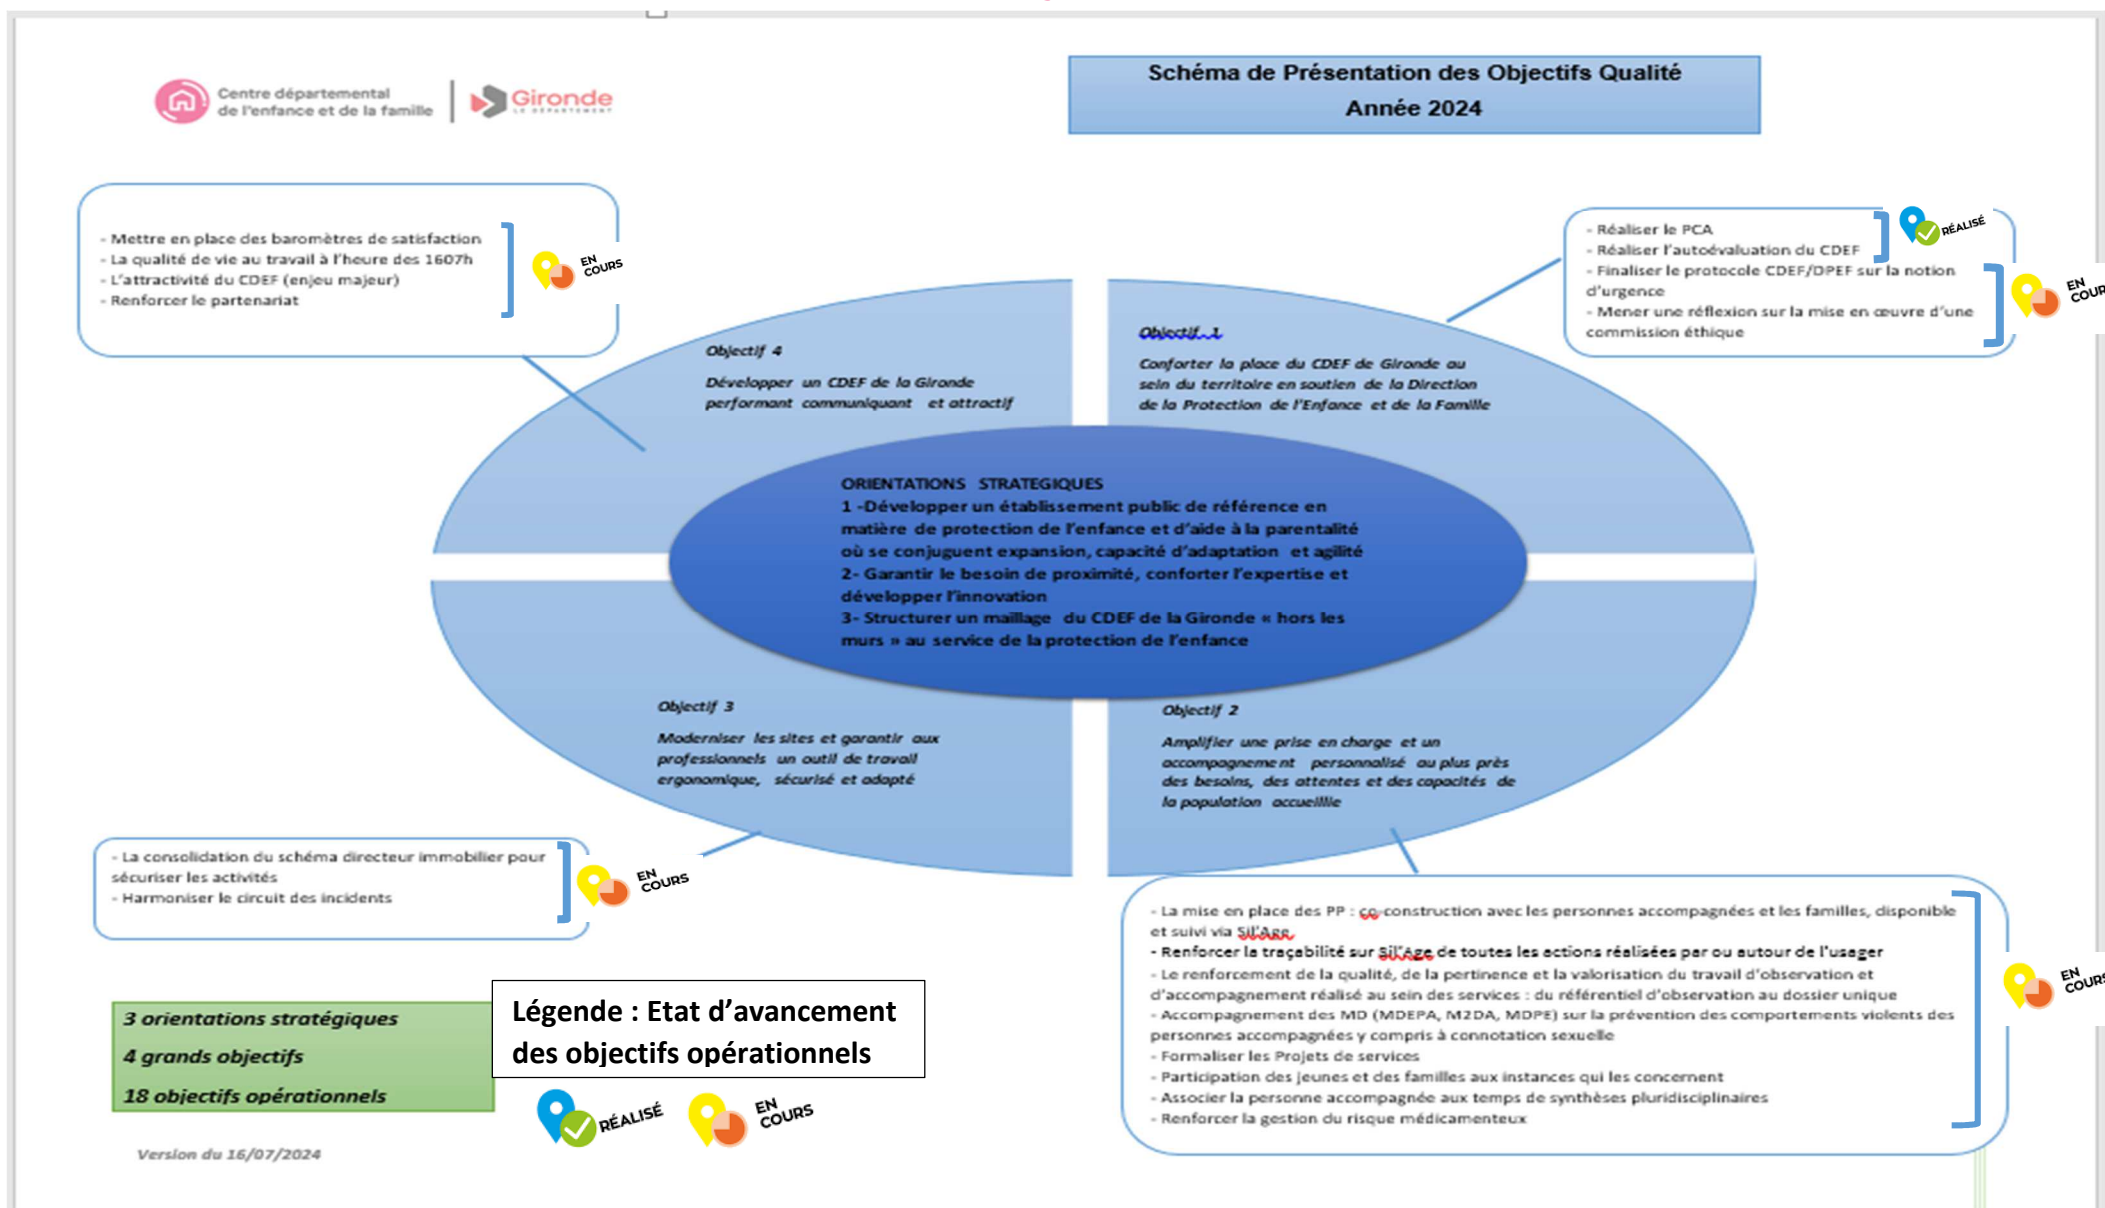 Centre départemental
de l'enfance et de la famille
Gironde
LE DÉPARTEMENT
Schéma de Présentation des Objectifs Qualité
Année 2024
- Mettre en place des baromètres de satisfaction
- La qualité de vie au travail à l'heure des 1607h
- L'attractivité du CDEF (enjeu majeur)
- Renforcer le partenariat
EN
COURS
- Réaliser le PCA
- Réaliser l'autoévaluation du CDEF
- Finaliser le protocole CDEF/DPEF sur la notion
d'urgence
- Mener une réflexion sur la mise en œuvre d'une
commission éthique
RÉALISÉ
EN
COUR
Objectif 4
Développer un CDEF de la Gironde
performant communiquant et attractif
Objectif 1
Conforter la place du CDEF de Gironde au
sein du territoire en soutien de la Direction
de la Protection de l'Enfance et de la Famille
ORIENTATIONS STRATEGIQUES
1 -Développer un établissement public de référence en
matière de protection de l'enfance et d'aide à la parentalité
où se conjuguent expansion, capacité d'adaptation et agilité
2- Garantir le besoin de proximité, conforter l'expertise et
développer l'innovation
3- Structurer un maillage du CDEF de la Gironde « hors les
murs » au service de la protection de l'enfance
Objectif 3
Moderniser les sites et garantir aux
professionnels un outil de travail
ergonomique, sécurisé et adapté
Objectif 2
Amplifier une prise en charge et un
accompagnement personnalisé au plus près
des besoins, des attentes et des capacités de
la population accueillie
- La consolidation du schéma directeur immobilier pour
sécuriser les activités
- Harmoniser le circuit des incidents
EN
COURS
- La mise en place des PP : co-construction avec les personnes accompagnées et les familles, disponible
et suivi via Sil'Age
- Renforcer la traçabilité sur Sil'Age de toutes les actions réalisées par ou autour de l'usager
- Le renforcement de la qualité, de la pertinence et la valorisation du travail d'observation et
d'accompagnement réalisé au sein des services : du référentiel d'observation au dossier unique
- Accompagnement des MD (MDEPA, M2DA, MDPE) sur la prévention des comportements violents des
personnes accompagnées y compris à connotation sexuelle
- Formaliser les Projets de services
- Participation des jeunes et des familles aux instances qui les concernent
- Associer la personne accompagnée aux temps de synthèses pluridisciplinaires
- Renforcer la gestion du risque médicamenteux
EN
COURS
3 orientations stratégiques
4 grands objectifs
18 objectifs opérationnels
Légende : Etat d'avancement
des objectifs opérationnels
RÉALISÉ
EN
COURS
Version du 16/07/2024